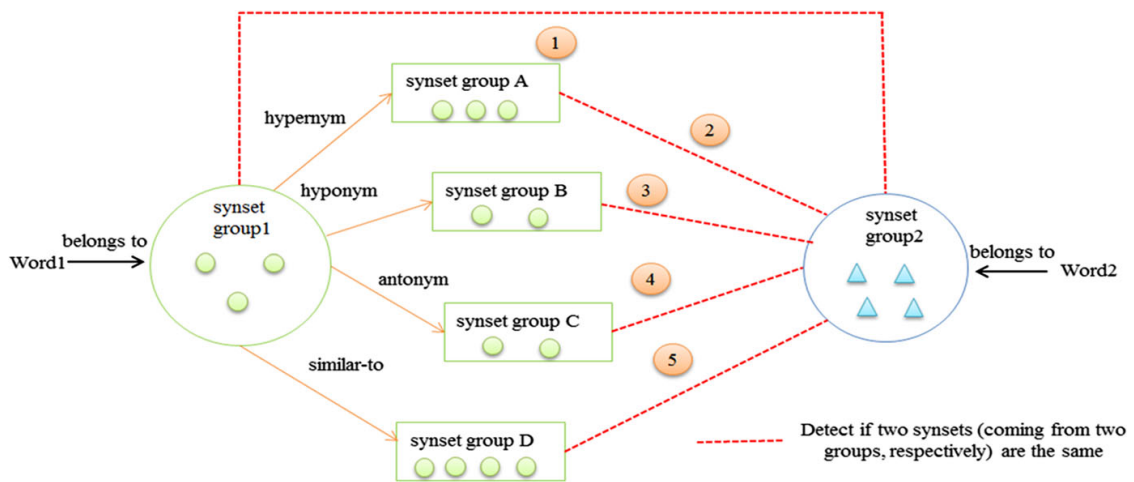 1
synset group A
hypernym
2
hyponym
synset group B
3
synset
group1
synset
group2
belongs to
Word1
belongs to
Word2
antonym
4
synset group C
similar-to
5
synset group D
Detect if two synsets (coming from two
groups, respectively) are the same